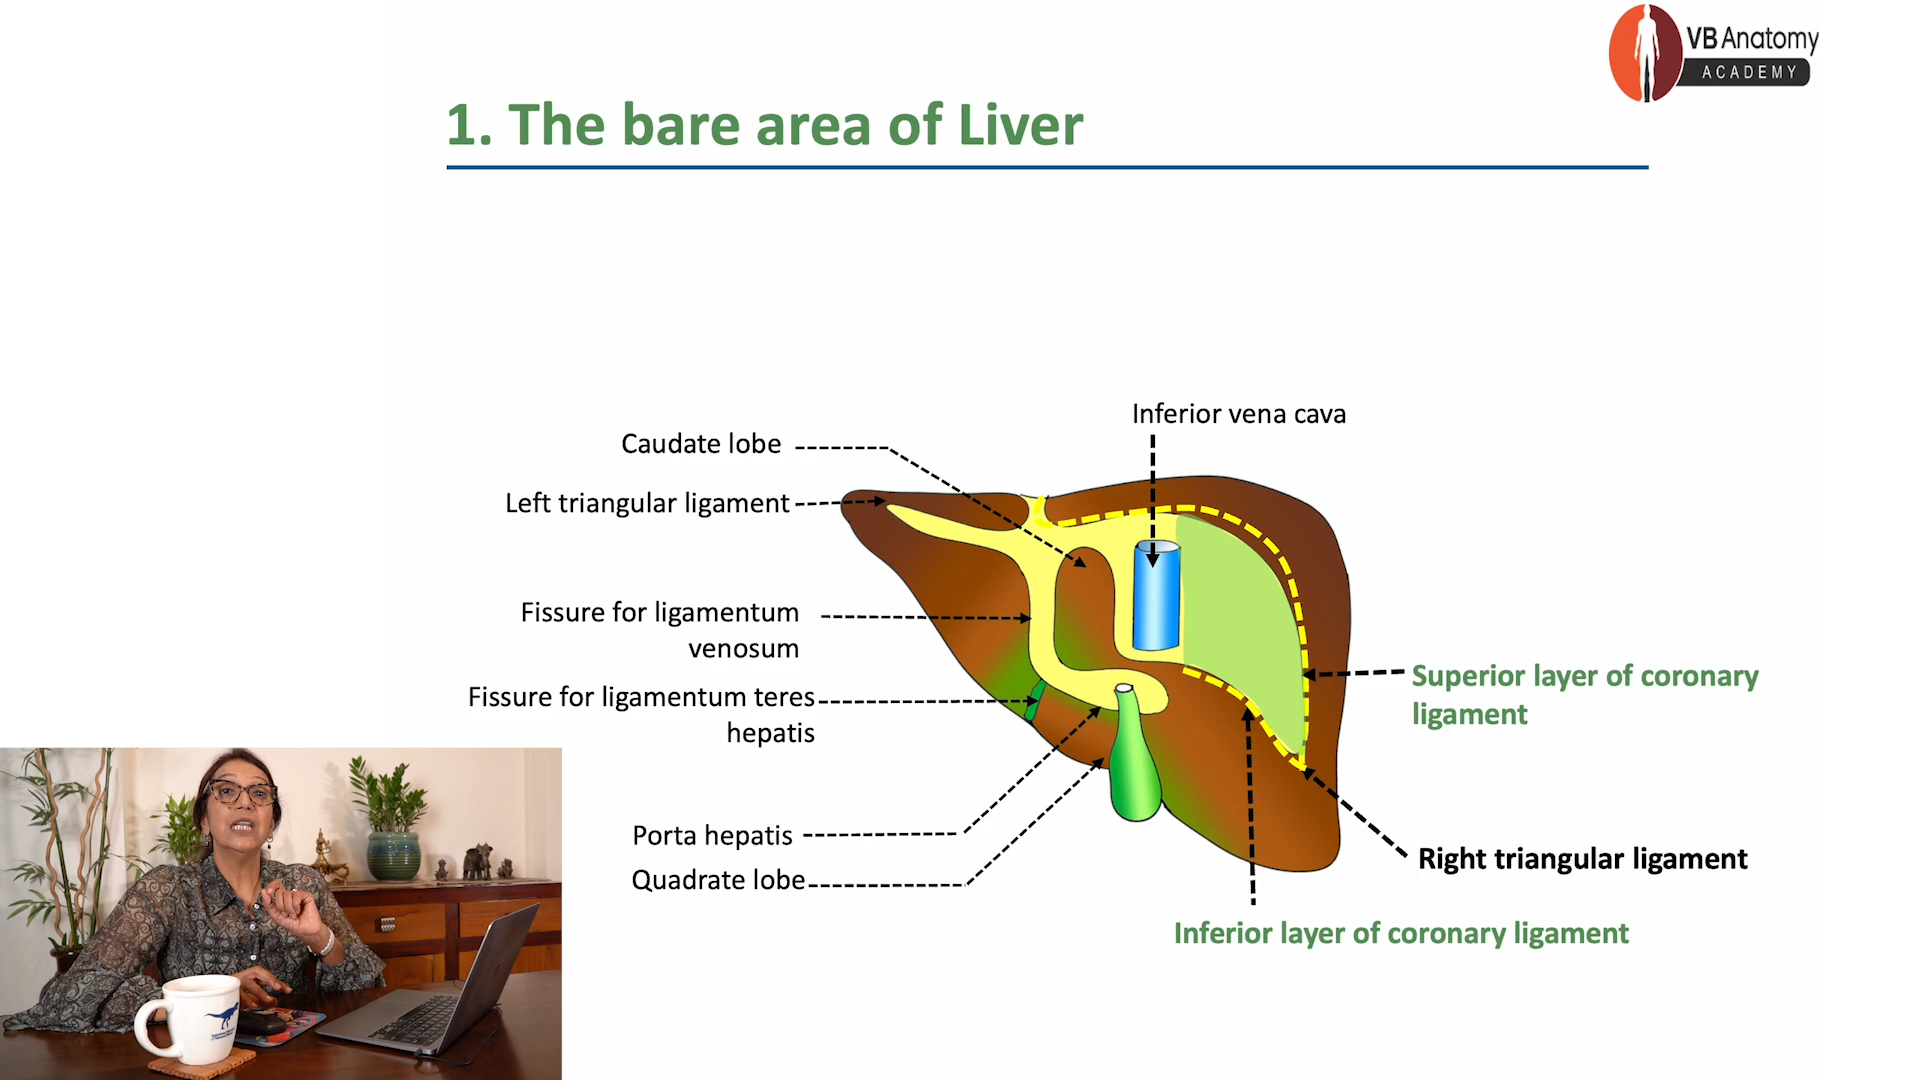 VB Anatomy
ACADEMY
1. The bare area of Liver
Inferior vena cava
Caudate lobe
Left triangular ligament
Fissure for ligamentum
venosum
Fissure for ligamentum teres
hepatis
Superior layer of coronary
ligament
Porta hepatis
Quadrate lobe
Right triangular ligament
Inferior layer of coronary ligament